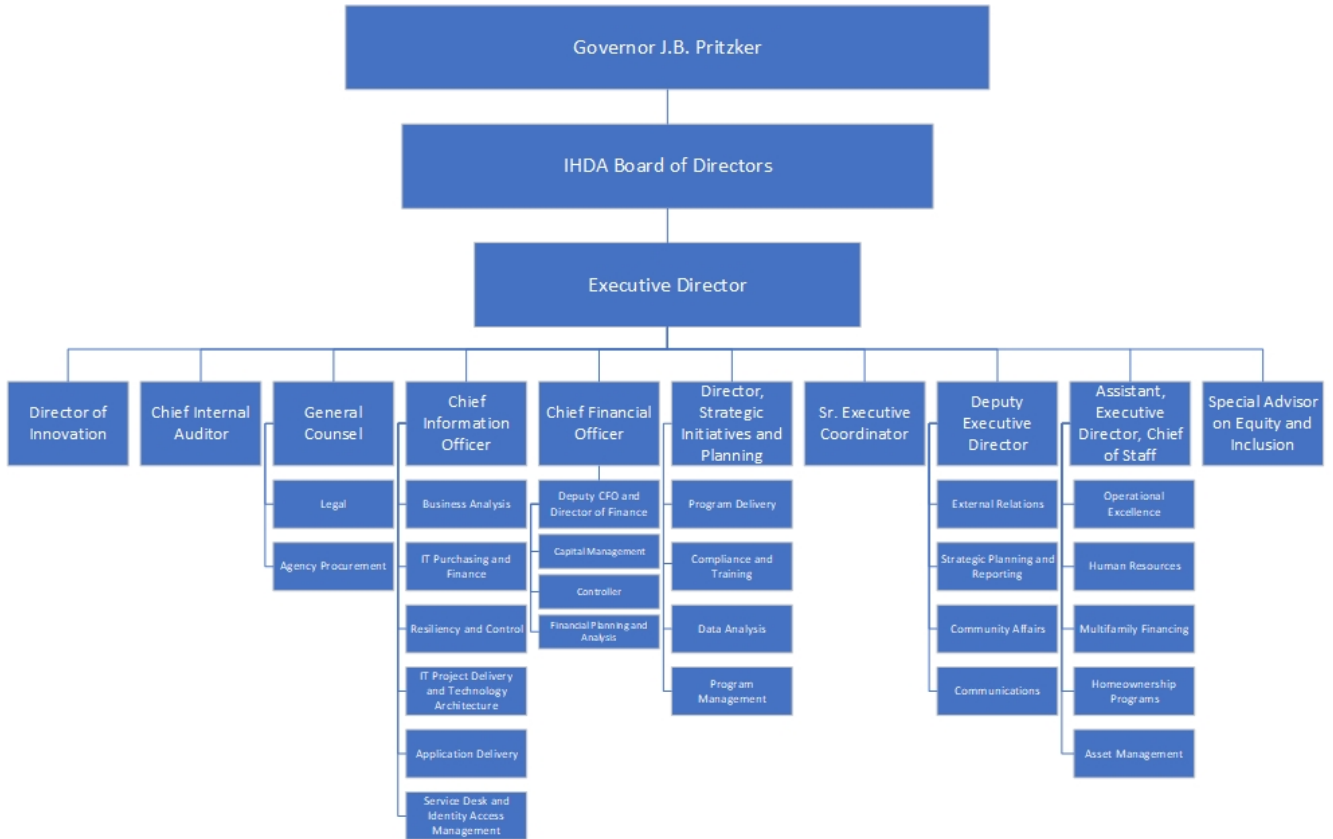 Governor J.B. Pritzker
IHDA Board of Directors
Executive Director
Director of
Innovation
Chief Internal
Auditor
General
Counsel
Chief
Information
Officer
Chief Financial
Officer
Director,
Strategic
Initiatives and
Planning
Sr. Executive
Coordinator
Deputy
Executive
Director
Assistant,
Executive
Director, Chief
of Staff
Special Advisor
on Equity and
Inclusion
Legal
Agency Procurement
Business Analysis
IT Purchasing and
Finance
Resiliency and Control
IT Project Delivery
and Technology
Architecture
Application Delivery
Service Desk and
Identity Access
Management
Deputy CFO and
Director of Finance
Capital Management
Controller
Financial Planning and
Analysis
Program Delivery
Compliance and
Training
Data Analysis
Program
Management
External Relations
Strategic Planning and
Reporting
Community Affairs
Communications
Operational
Excellence
Human Resources
Multifamily Financing
Homeownership
Programs
Asset Management